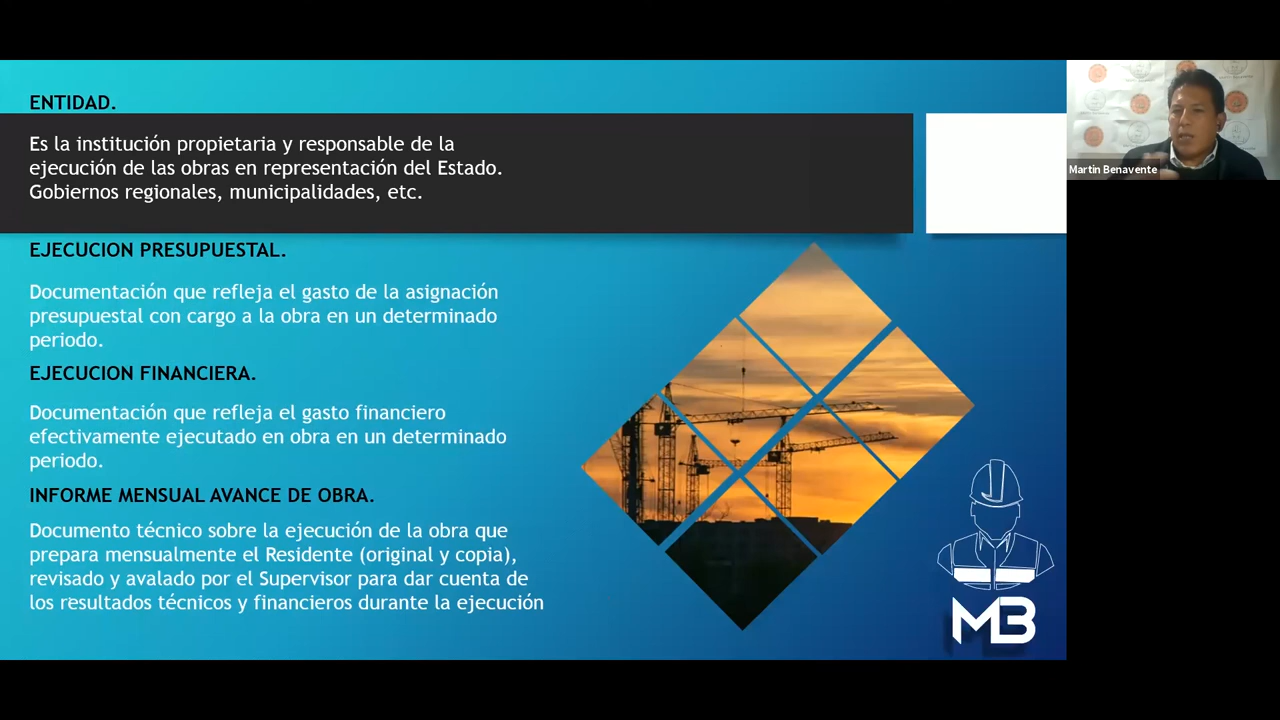 ENTIDAD.
Es la institución propietaria y responsable de la
ejecución de las obras en representación del Estado.
Gobiernos regionales, municipalidades, etc.
EJECUCION PRESUPUESTAL.
Documentación que refleja el gasto de la asignación
presupuestal con cargo a la obra en un determinado
periodo.
EJECUCION FINANCIERA.
Documentación que refleja el gasto financiero
efectivamente ejecutado en obra en un determinado
periodo.
INFORME MENSUAL AVANCE DE OBRA.
Documento técnico sobre la ejecución de la obra que
prepara mensualmente el Residente (original y copia),
revisado y avalado por el Supervisor para dar cuenta de
los resultados técnicos y financieros durante la ejecución
MB
Martin Benavente